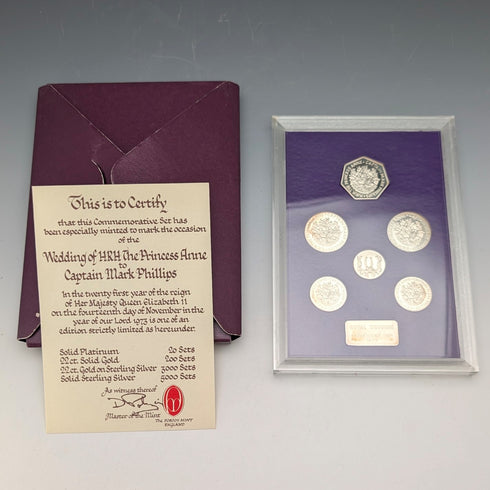 This is to Certify
that this Commemorative Set has
been especially minted to mark the occasion
of the
Wedding of HRH The Princess Anne
to
Captain Mark Phillips
In the twenty first year of the reign
of Her Majesty Queen Elizabeth II
on the fourteenth day of November in the
year of our Lord 1973 is one of an
edition strictly limited as hereunder.
Solid Platinum 20 Sets
22 ct. Solid Gold 200 Sets
22 ct. Gold on Sterling Silver 3000 Sets
Solid Sterling Silver 5000 Sets
As witness thereof
Master of the Mint
ENGLAND